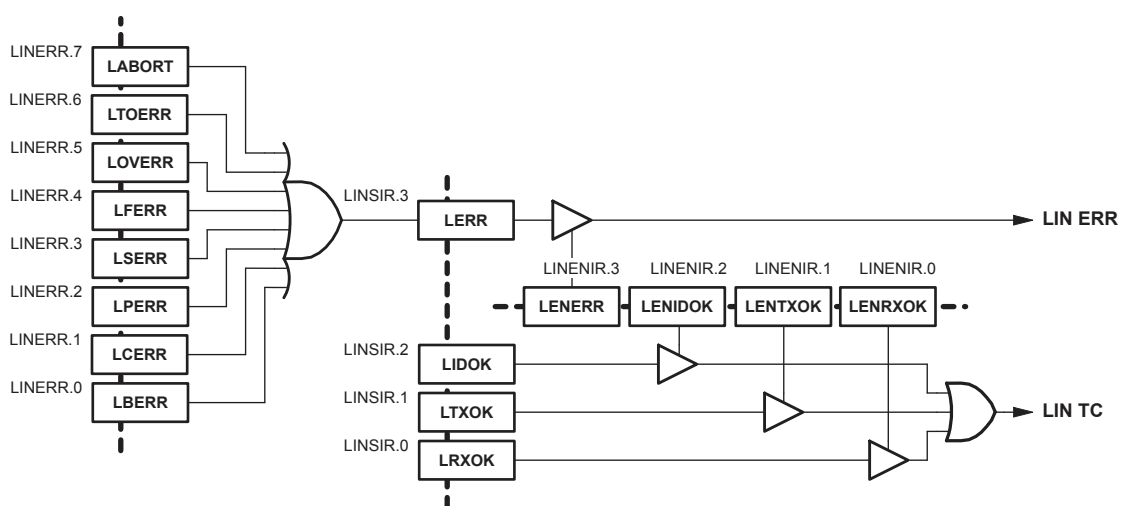 LINERR.7
LABORT
LINERR.6
LTOERR
LINERR.5
LOVERR
LINERR.4
LFERR
LINERR.3
LSERR
LINERR.2
LPERR
LINERR.1
LCERR
LINERR.0
LBERR
LINSIR.3
LERR
LIN ERR
LINENIR.3 LINENIR.2 LINENIR.1 LINENIR.0
LENERR LENIDOK LENTXOK LENRXOK
LINSIR.2
LIDOK
LINSIR.1
LTXOK
LIN TC
LINSIR.0
LRXOK